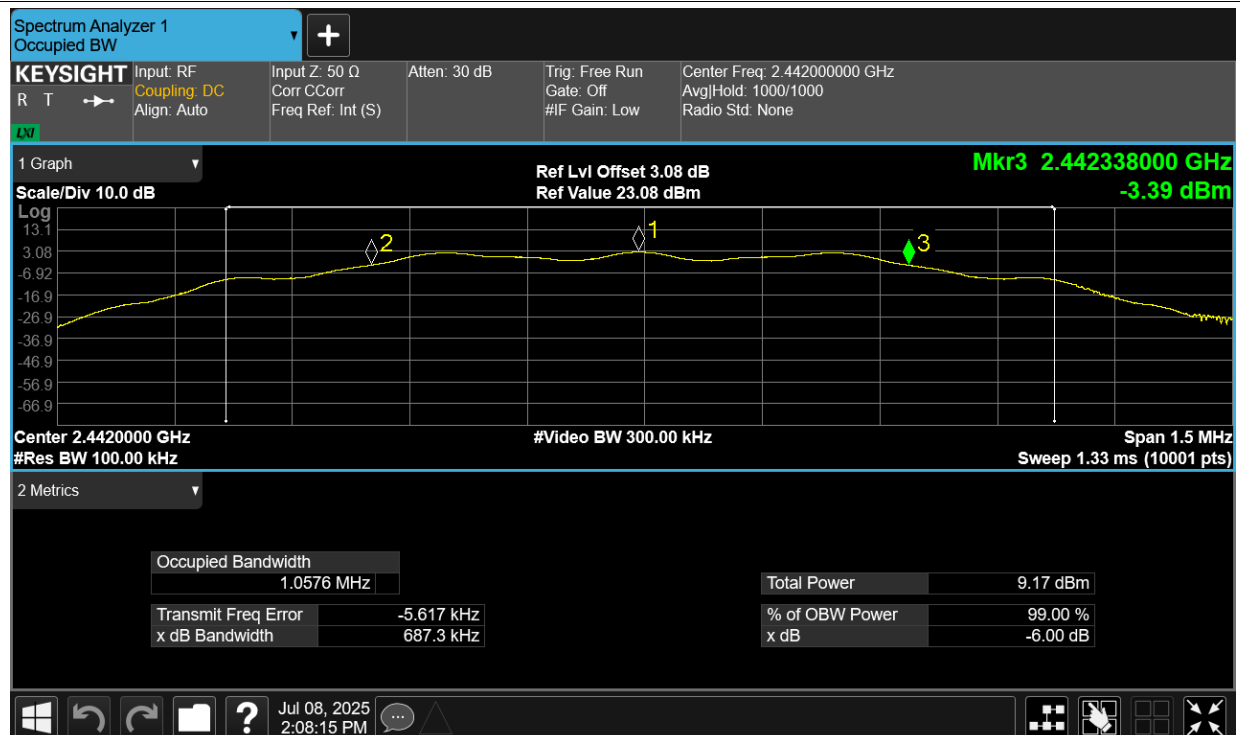 Spectrum Analyzer 1
Occupied BW
KEYSIGHT
R T
LXI
Input: RF
Coupling: DC
Align: Auto
Input Z: 50 Ω
Corr CCorr
Freq Ref: Int (S)
Atten: 30 dB
Trig: Free Run
Gate: Off
#IF Gain: Low
Center Freq: 2.442000000 GHz
Avg|Hold: 1000/1000
Radio Std: None
1 Graph
Scale/Div 10.0 dB
Ref Lvl Offset 3.08 dB
Ref Value 23.08 dBm
Mkr3 2.442338000 GHz
-3.39 dBm
Log
13.1
3.08
-6.92
-16.9
-26.9
-36.9
-46.9
-56.9
-66.9
2
1
3
Center 2.4420000 GHz
#Res BW 100.00 kHz
#Video BW 300.00 kHz
Span 1.5 MHz
Sweep 1.33 ms (10001 pts)
2 Metrics
Occupied Bandwidth
1.0576 MHz
Transmit Freq Error -5.617 kHz
x dB Bandwidth 687.3 kHz
Total Power 9.17 dBm
% of OBW Power 99.00 %
x dB -6.00 dB
?
Jul 08, 2025
2:08:15 PM